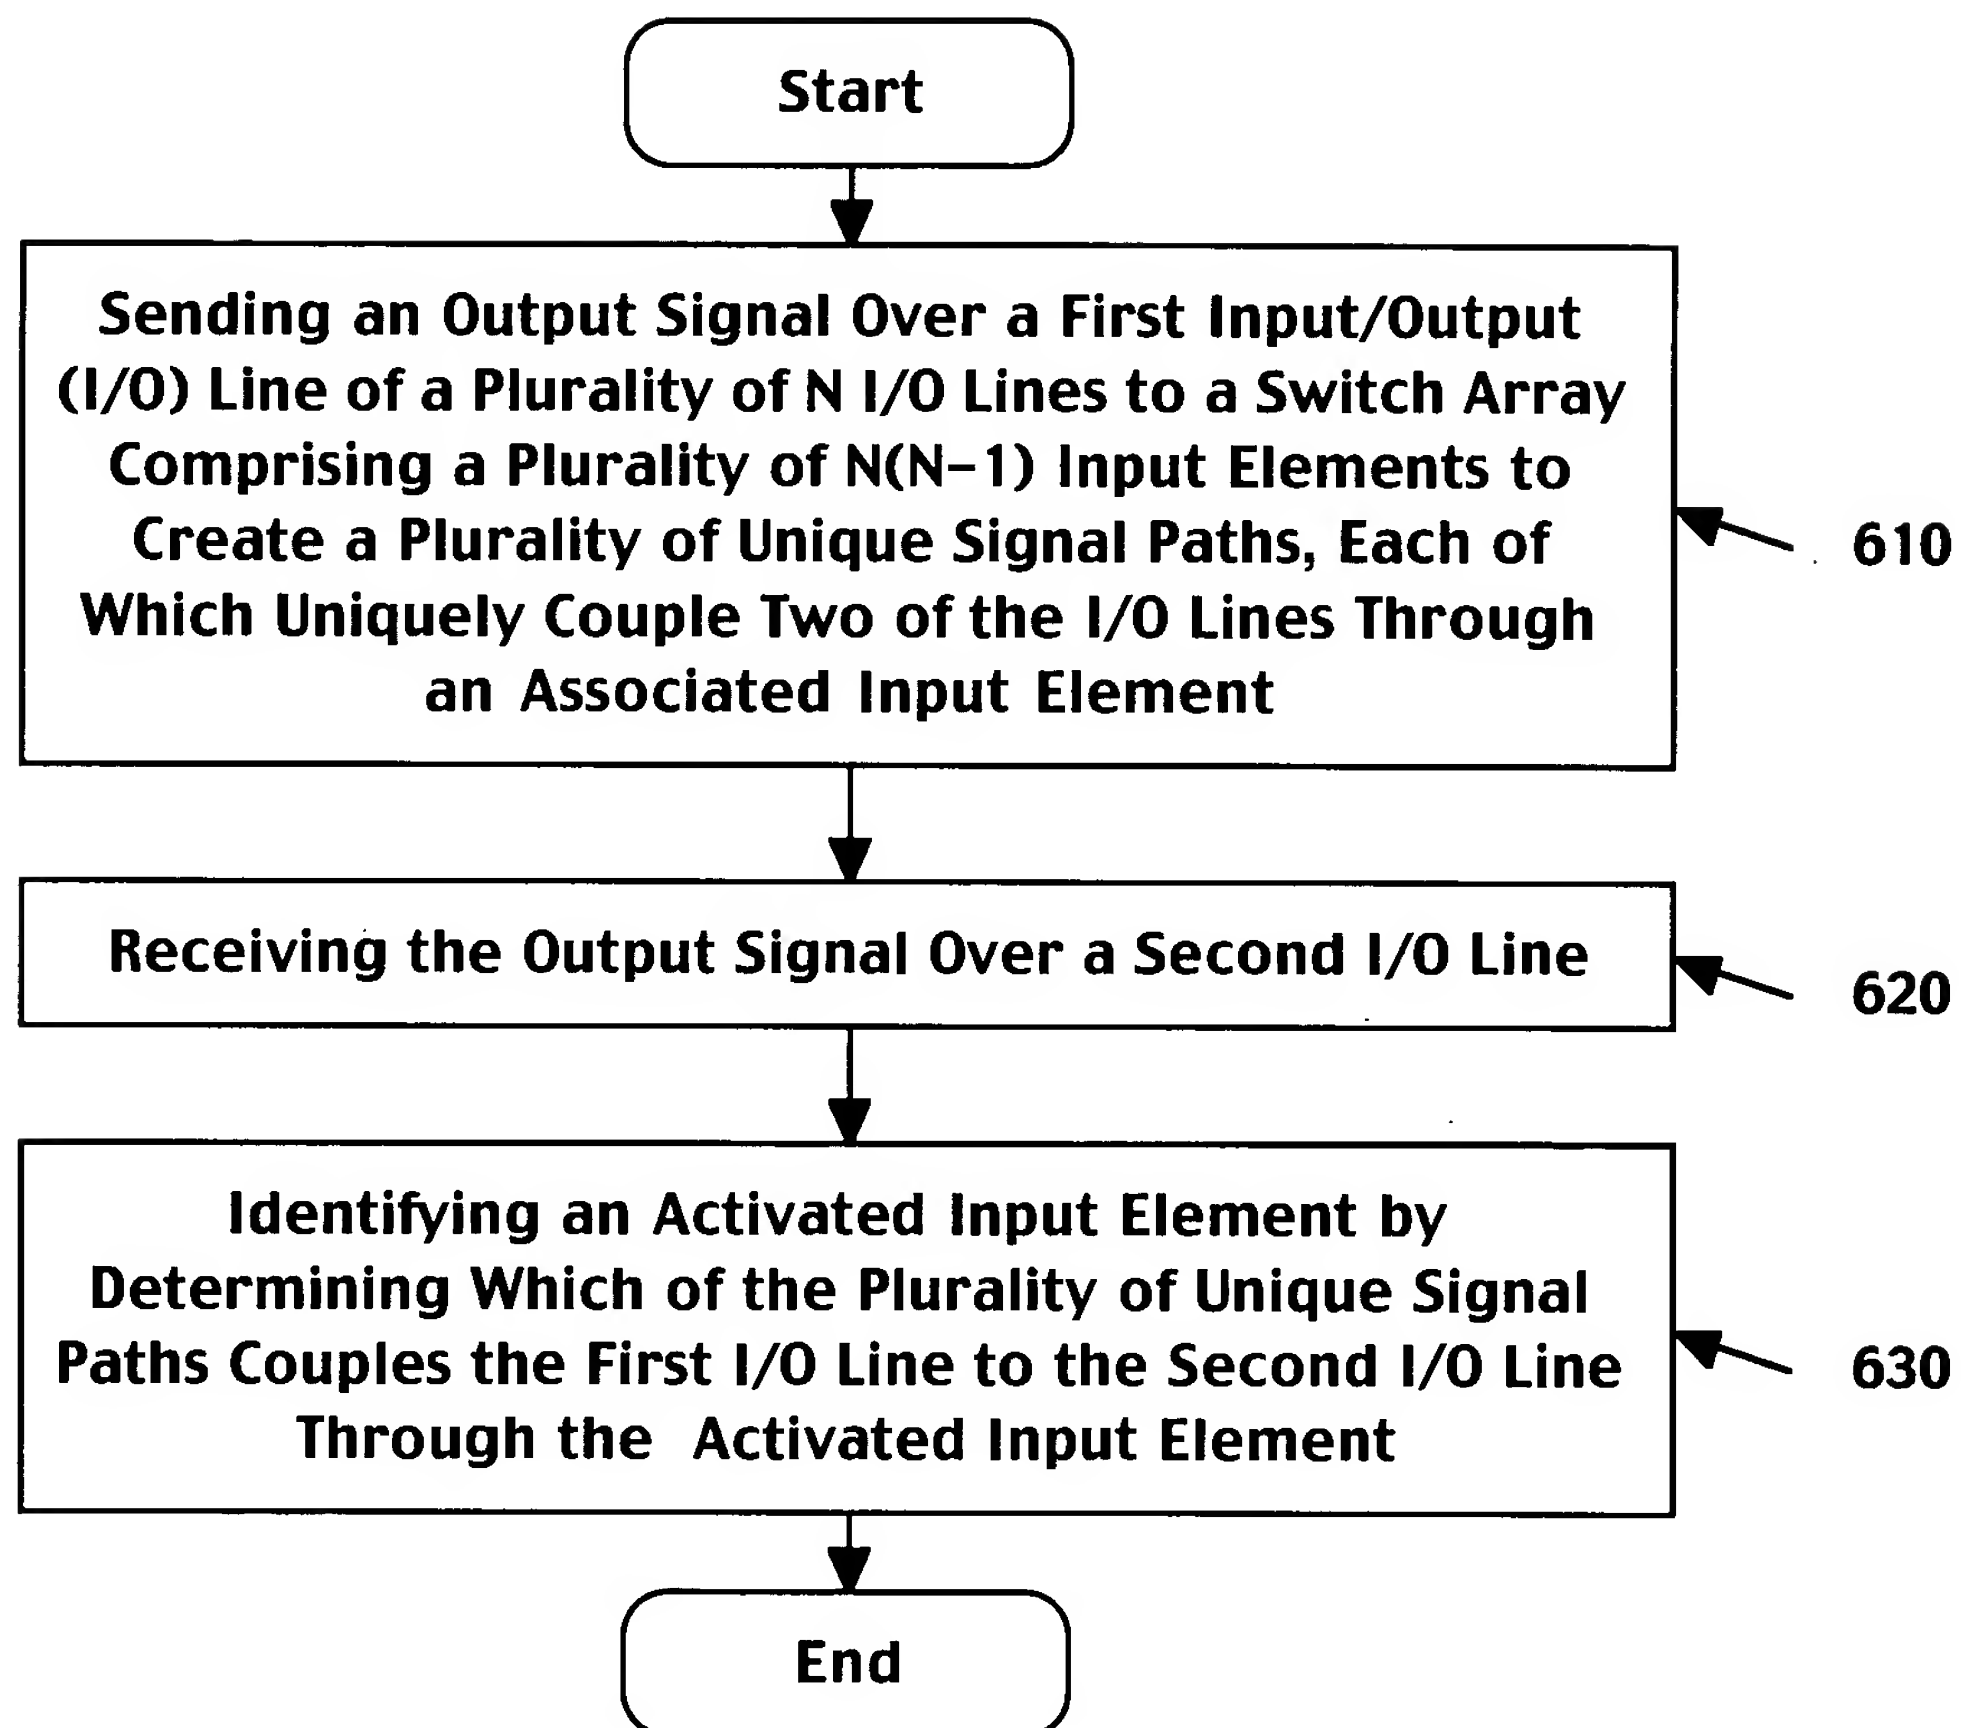 Start
Sending an Output Signal Over a First Input/Output
(I/O) Line of a Plurality of N I/O Lines to a Switch Array
Comprising a Plurality of N(N–1) Input Elements to
Create a Plurality of Unique Signal Paths, Each of
Which Uniquely Couple Two of the I/O Lines Through
an Associated Input Element
610
Receiving the Output Signal Over a Second I/O Line
620
Identifying an Activated Input Element by
Determining Which of the Plurality of Unique Signal
Paths Couples the First I/O Line to the Second I/O Line
Through the Activated Input Element
630
End